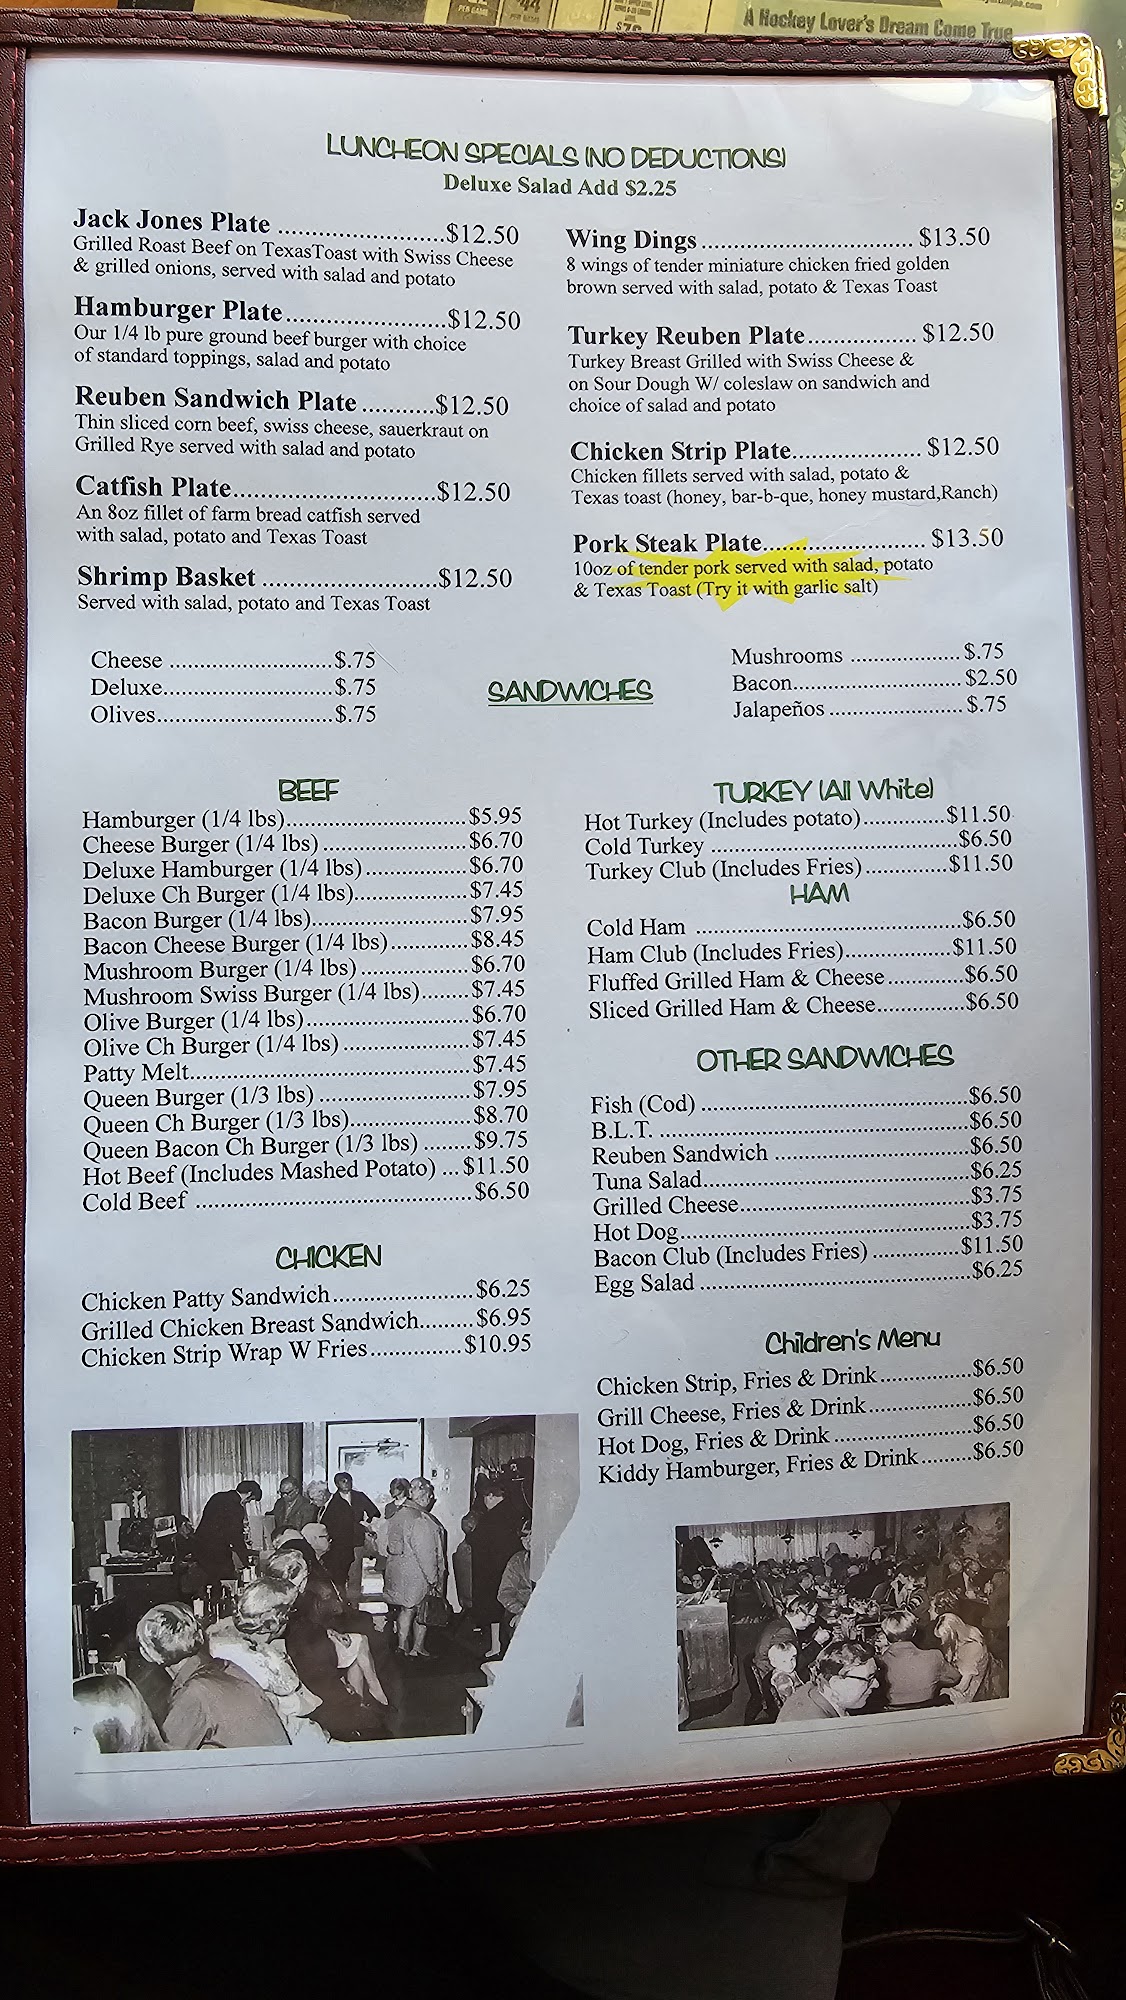 A Hockey Lover's Dream Come True
LUNCHEON SPECIALS (NO DEDUCTIONS)
Deluxe Salad Add $2.25
Jack Jones Plate ........................$12.50
Grilled Roast Beef on TexasToast with Swiss Cheese
& grilled onions, served with salad and potato
Hamburger Plate.......................$12.50
Our 1/4 lb pure ground beef burger with choice
of standard toppings, salad and potato
Reuben Sandwich Plate ..........$12.50
Thin sliced corn beef, swiss cheese, sauerkraut on
Grilled Rye served with salad and potato
Catfish Plate.............................$12.50
An 8oz fillet of farm bread catfish served
with salad, potato and Texas Toast
Shrimp Basket .........................$12.50
Served with salad, potato and Texas Toast
Wing Dings............................... $13.50
8 wings of tender miniature chicken fried golden
brown served with salad, potato & Texas Toast
Turkey Reuben Plate................ $12.50
Turkey Breast Grilled with Swiss Cheese &
on Sour Dough W/ coleslaw on sandwich and
choice of salad and potato
Chicken Strip Plate................... $12.50
Chicken fillets served with salad, potato &
Texas toast (honey, bar-b-que, honey mustard,Ranch)
Pork Steak Plate........................ $13.50
10oz of tender pork served with salad, potato
& Texas Toast (Try it with garlic salt)
Cheese ...........................$.75
Deluxe............................$.75
Olives.............................$.75
SANDWICHES
Mushrooms ..................$.75
Bacon............................$2.50
Jalapeños ......................$.75
BEEF
Hamburger (1/4 lbs)..............................$5.95
Cheese Burger (1/4 lbs)........................$6.70
Deluxe Hamburger (1/4 lbs).................$6.70
Deluxe Ch Burger (1/4 lbs)...................$7.45
Bacon Burger (1/4 lbs)..........................$7.95
Bacon Cheese Burger (1/4 lbs).............$8.45
Mushroom Burger (1/4 lbs)..................$6.70
Mushroom Swiss Burger (1/4 lbs)........$7.45
Olive Burger (1/4 lbs)...........................$6.70
Olive Ch Burger (1/4 lbs).....................$7.45
Patty Melt..............................................$7.45
Queen Burger (1/3 lbs).........................$7.95
Queen Ch Burger (1/3 lbs)....................$8.70
Queen Bacon Ch Burger (1/3 lbs) ........$9.75
Hot Beef (Includes Mashed Potato) ...$11.50
Cold Beef .............................................$6.50
CHICKEN
Chicken Patty Sandwich.......................$6.25
Grilled Chicken Breast Sandwich.........$6.95
Chicken Strip Wrap W Fries...............$10.95
TURKEY (All White)
Hot Turkey (Includes potato).............$11.50
Cold Turkey ............................................$6.50
Turkey Club (Includes Fries)..............$11.50
HAM
Cold Ham ...........................................$6.50
Ham Club (Includes Fries).................$11.50
Fluffed Grilled Ham & Cheese............$6.50
Sliced Grilled Ham & Cheese..............$6.50
OTHER SANDWICHES
Fish (Cod) ...........................................$6.50
B.L.T. ..................................................$6.50
Reuben Sandwich ...............................$6.50
Tuna Salad...........................................$6.25
Grilled Cheese.....................................$3.75
Hot Dog...............................................$3.75
Bacon Club (Includes Fries) ..............$11.50
Egg Salad ............................................$6.25
Children's Menu
Chicken Strip, Fries & Drink...............$6.50
Grill Cheese, Fries & Drink.................$6.50
Hot Dog, Fries & Drink ......................$6.50
Kiddy Hamburger, Fries & Drink.........$6.50